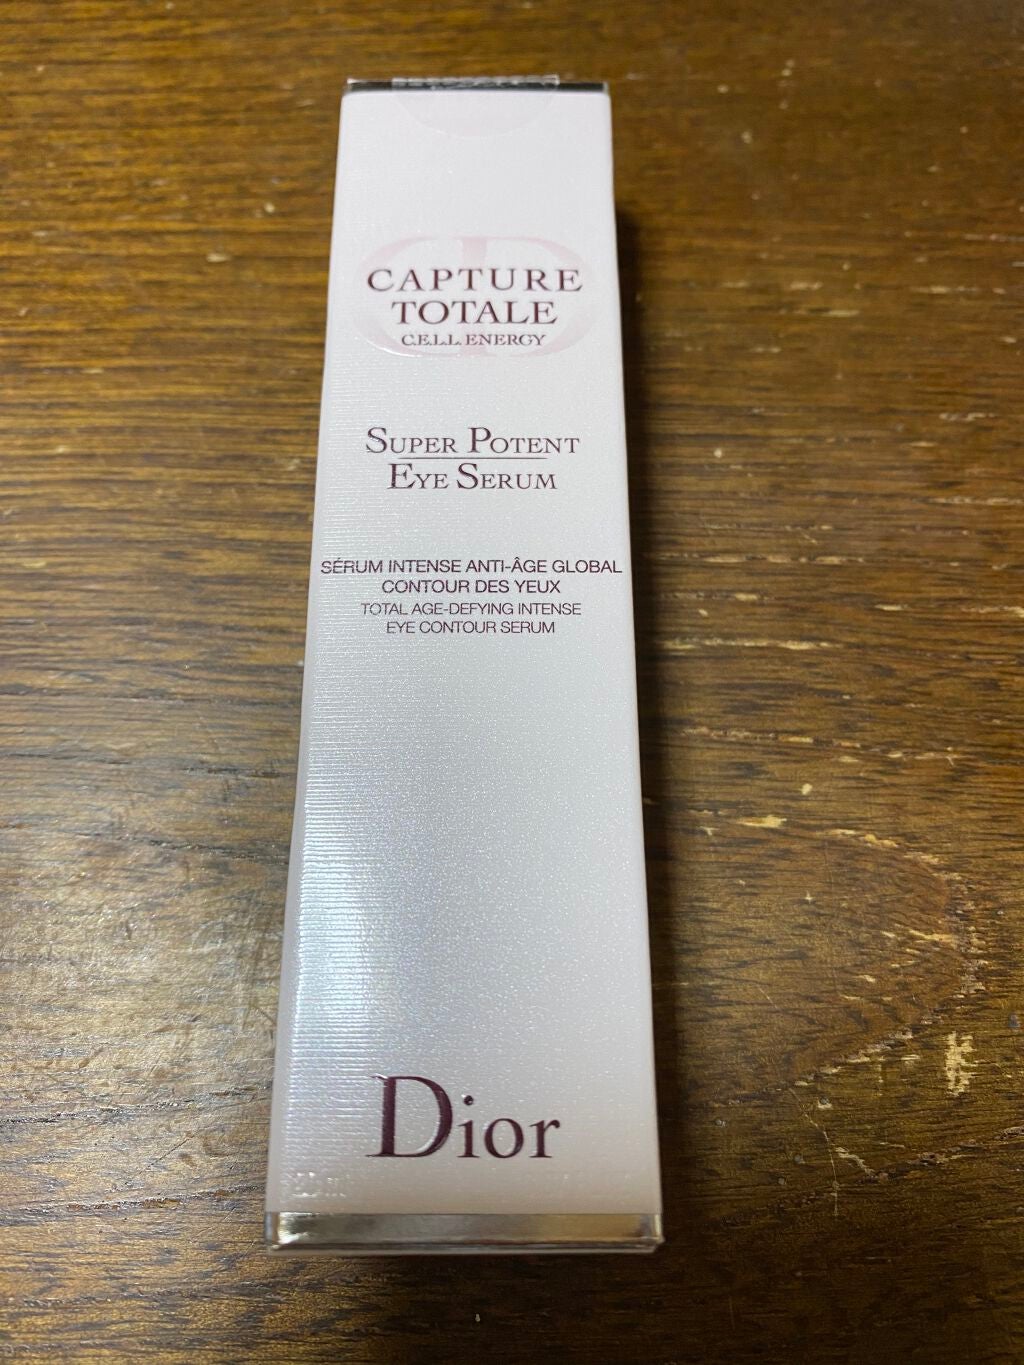 CAPTURE
TOTALE
C.E.L.L. ENERGY
SUPER POTENT
EYE SERUM
SÉRUM INTENSE ANTI-ÂGE GLOBAL
CONTOUR DES YEUX
TOTAL AGE-DEFYING INTENSE
EYE CONTOUR SERUM
Dior